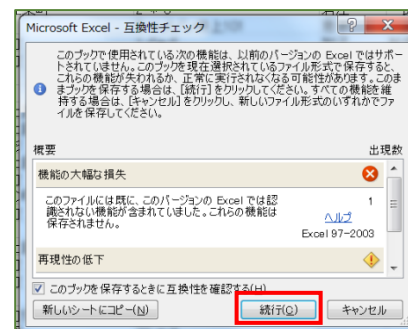 Microsoft Excel - 互換性チェック
このブックで使用されている次の機能は、以前のバージョンの Excel ではサポ
ートされていません。このブックを現在選択されているファイル形式で保存すると、
これらの機能が失われるか、正常に実行されなくなる可能性があります。このま
まブックを保存する場合は、[続行] をクリックしてください。すべての機能を維
持する場合は、[キャンセル] をクリックし、新しいファイル形式のいずれかでファ
イルを保存してください。
概要 出現数
機能の大幅な損失
このファイルには既に、このバージョンの Excel では認
識されない機能が含まれていました。これらの機能は
保存されません。
1
ヘルプ
Excel 97-2003
再現性の低下
このブックを保存するときに互換性を確認する(H)
新しいシートにコピー(N) 続行(C) キャンセル